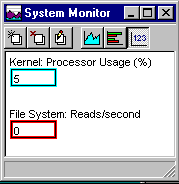 System Monitor
123
Kernel: Processor Usage (%)
5
File System: Reads/second
0